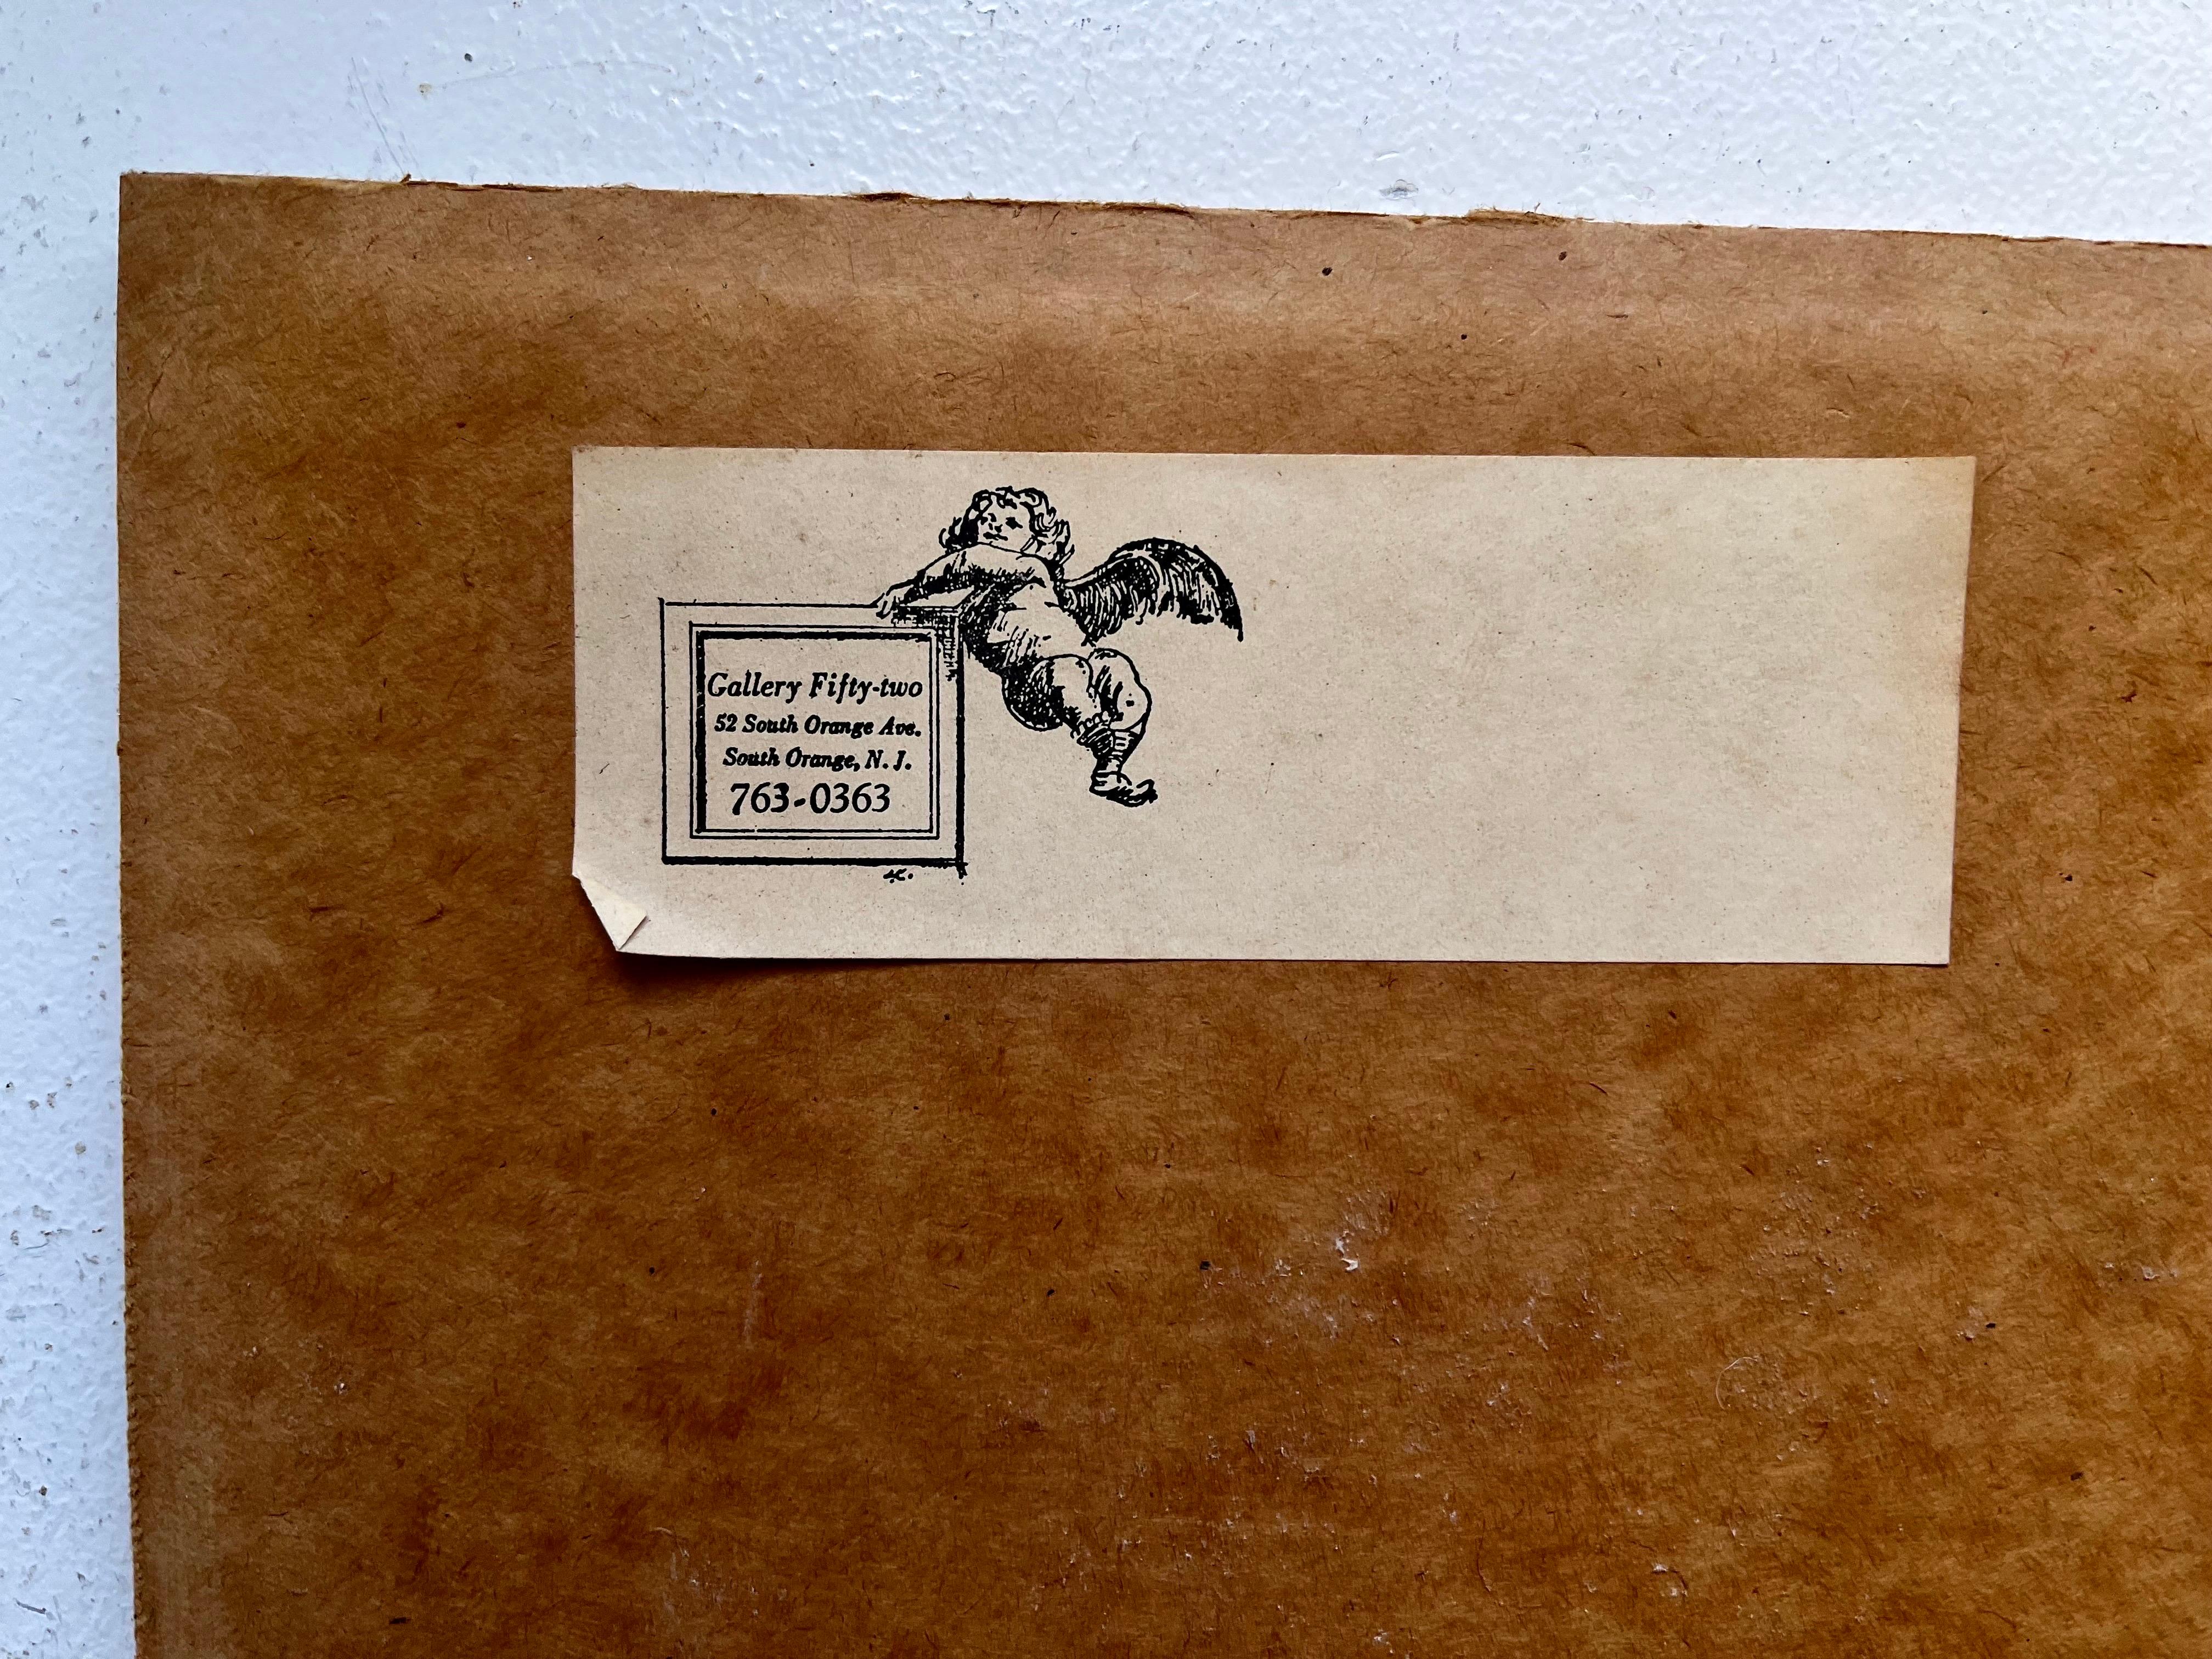 Gallery Fifty-two
52 South Orange Ave.
South Orange, N. J.
763-0363